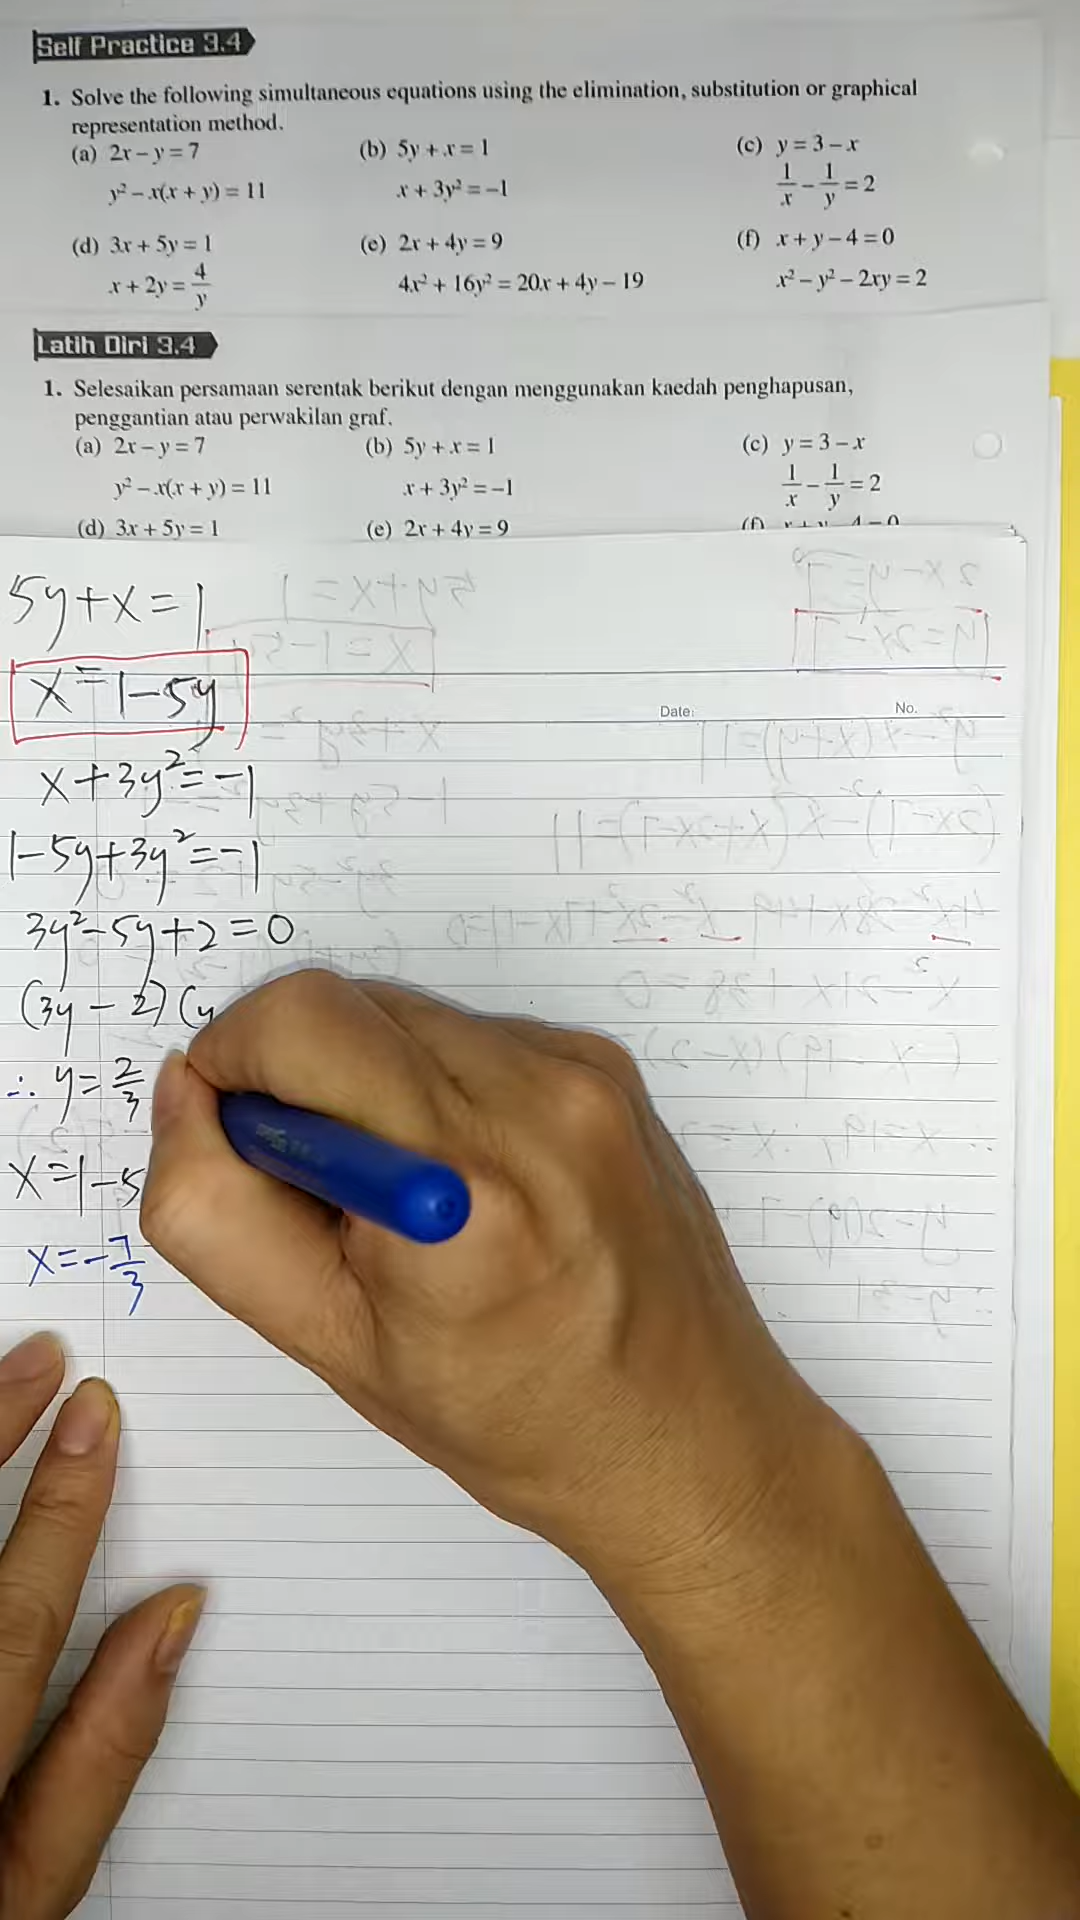 Self Practice 3.4
1. Solve the following simultaneous equations using the elimination, substitution or graphical
representation method.
(a) 2x – y = 7
y² – x(x + y) = 11
(b) 5y + x = 1
x + 3y² = –1
(c) y = 3 – x
1/x – 1/y = 2
(d) 3x + 5y = 1
x + 2y = 4/y
(e) 2x + 4y = 9
4x² + 16y² = 20x + 4y – 19
(f) x + y – 4 = 0
x² – y² – 2xy = 2
Latih Diri 3.4
1. Selesaikan persamaan serentak berikut dengan menggunakan kaedah penghapusan,
penggantian atau perwakilan graf.
(a) 2x – y = 7
y² – x(x + y) = 11
(b) 5y + x = 1
x + 3y² = –1
(c) y = 3 – x
1/x – 1/y = 2
(d) 3x + 5y = 1
(e) 2x + 4y = 9
(f) x + y – 4 = 0
Date:
No.
5y+x=1
x=1-5y
x+3y²=-1
1-5y+3y²=-1
3y²-5y+2=0
(3y-2)(y
∴ y=2/3
x=1-5
x=-7/3